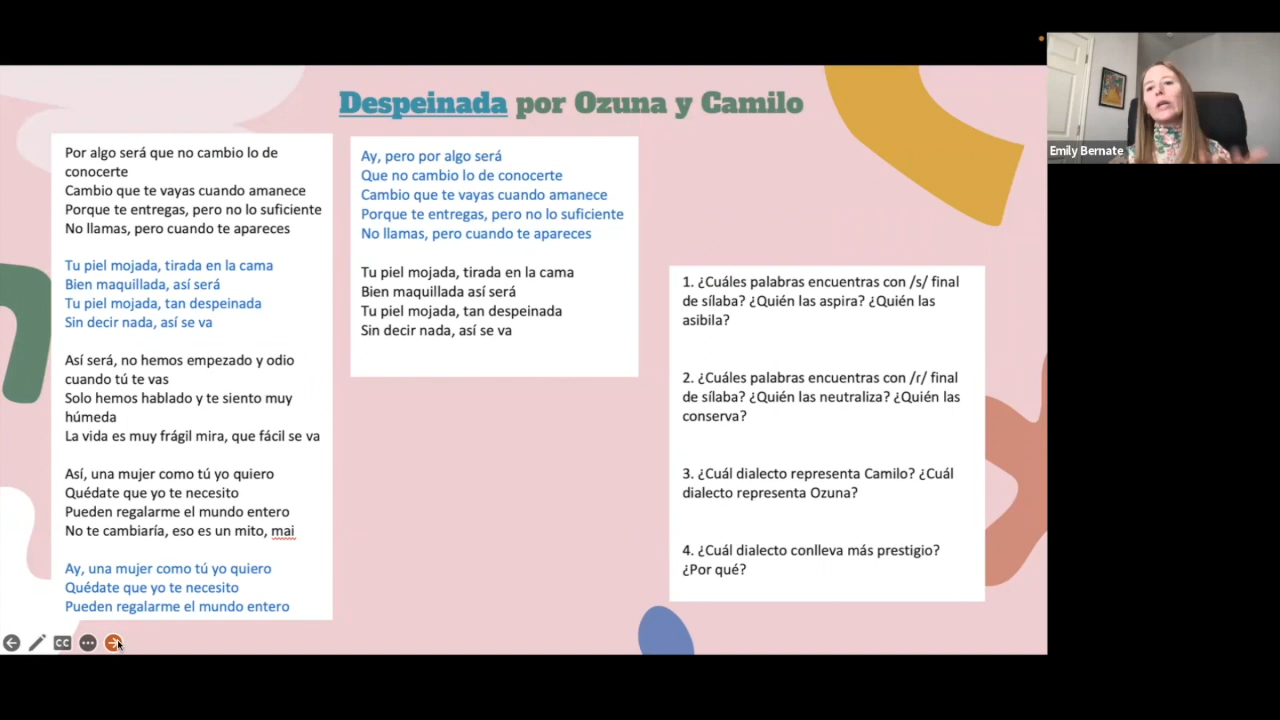 Despeinada por Ozuna y Camilo
Por algo será que no cambio lo de
conocerte
Cambio que te vayas cuando amanece
Porque te entregas, pero no lo suficiente
No llamas, pero cuando te apareces
Tu piel mojada, tirada en la cama
Bien maquillada, así será
Tu piel mojada, tan despeinada
Sin decir nada, así se va
Así será, no hemos empezado y odio
cuando tú te vas
Solo hemos hablado y te siento muy
húmeda
La vida es muy frágil mira, que fácil se va
Así, una mujer como tú yo quiero
Quédate que yo te necesito
Pueden regalarme el mundo entero
No te cambiaría, eso es un mito, mai
Ay, una mujer como tú yo quiero
Quédate que yo te necesito
Pueden regalarme el mundo entero
Ay, pero por algo será
Que no cambio lo de conocerte
Cambio que te vayas cuando amanece
Porque te entregas, pero no lo suficiente
No llamas, pero cuando te apareces
Tu piel mojada, tirada en la cama
Bien maquillada así será
Tu piel mojada, tan despeinada
Sin decir nada, así se va
1. ¿Cuáles palabras encuentras con /s/ final
de sílaba? ¿Quién las aspira? ¿Quién las
asibila?
2. ¿Cuáles palabras encuentras con /r/ final
de sílaba? ¿Quién las neutraliza? ¿Quién las
conserva?
3. ¿Cuál dialecto representa Camilo? ¿Cuál
dialecto representa Ozuna?
4. ¿Cuál dialecto conlleva más prestigio?
¿Por qué?
Emily Bernate
CC